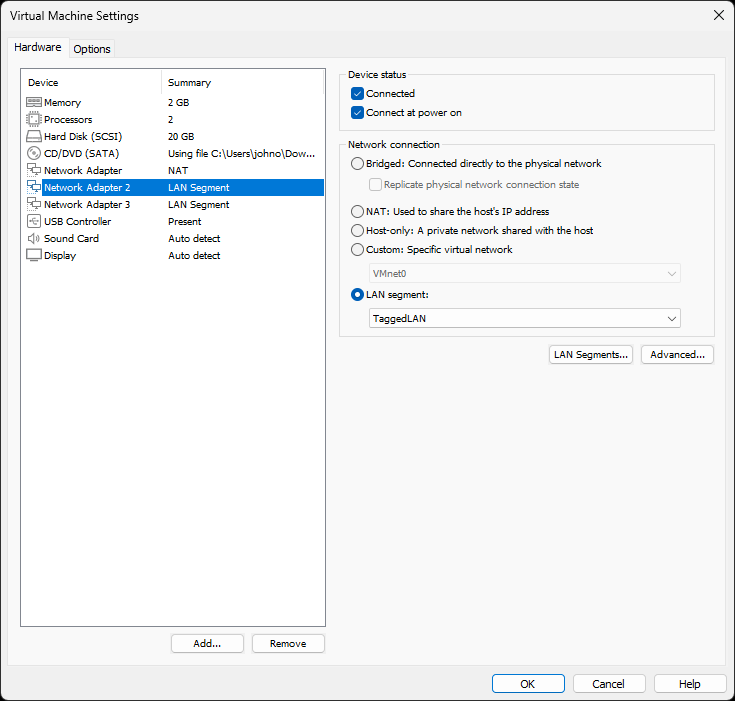 Virtual Machine Settings
Hardware
Options
Device Summary
Memory 2 GB
Processors 2
Hard Disk (SCSI) 20 GB
CD/DVD (SATA) Using file C:\Users\johno\Dow...
Network Adapter NAT
Network Adapter 2 LAN Segment
Network Adapter 3 LAN Segment
USB Controller Present
Sound Card Auto detect
Display Auto detect
Add... Remove
Device status
Connected
Connect at power on
Network connection
Bridged: Connected directly to the physical network
Replicate physical network connection state
NAT: Used to share the host's IP address
Host-only: A private network shared with the host
Custom: Specific virtual network
VMnet0
LAN segment:
TaggedLAN
LAN Segments... Advanced...
OK Cancel Help